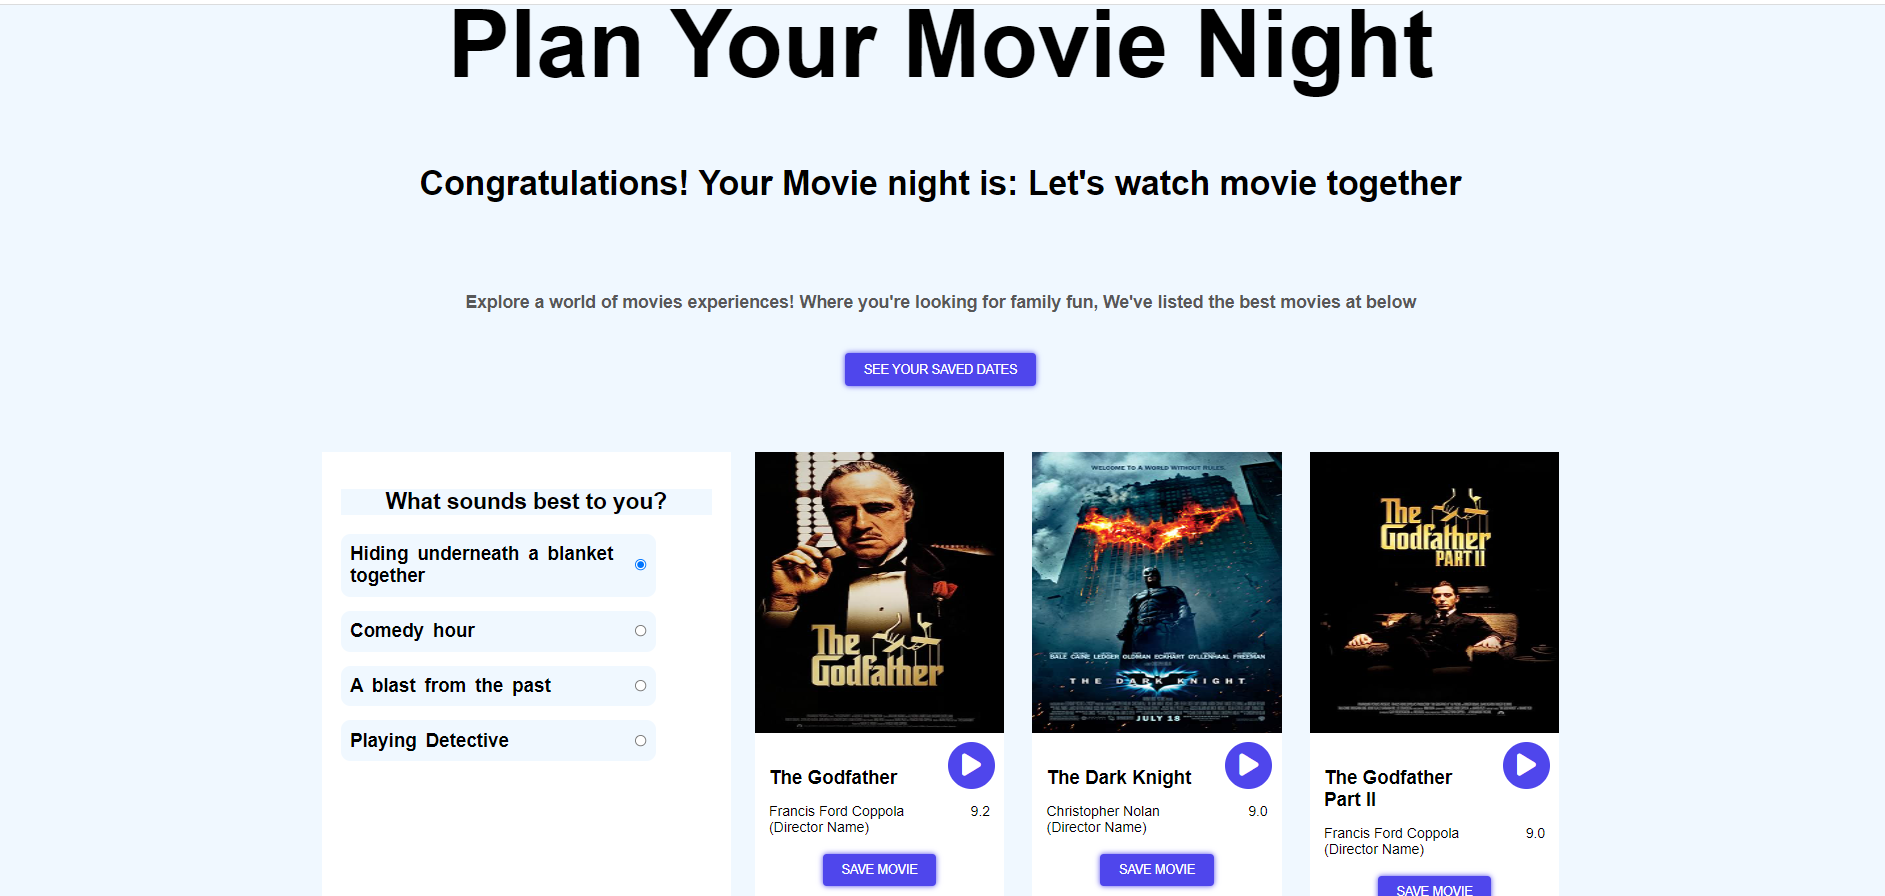 Plan Your Movie Night
Congratulations! Your Movie night is: Let's watch movie together
Explore a world of movies experiences! Where you're looking for family fun, We've listed the best movies at below
SEE YOUR SAVED DATES
What sounds best to you?
Hiding underneath a blanket
together
Comedy hour
A blast from the past
Playing Detective
The
Godfather
The Godfather
Francis Ford Coppola
(Director Name)
9.2
SAVE MOVIE
WELCOME TO A WORLD WITHOUT RULES.
BALE CAINE LEDGER OLDMAN ECKHART GYLLENHAAL FREEMAN
THE DARK KNIGHT
JULY 18
The Dark Knight
Christopher Nolan
(Director Name)
9.0
SAVE MOVIE
The
Godfather
PART II
The Godfather
Part II
Francis Ford Coppola
(Director Name)
9.0
SAVE MOVIE